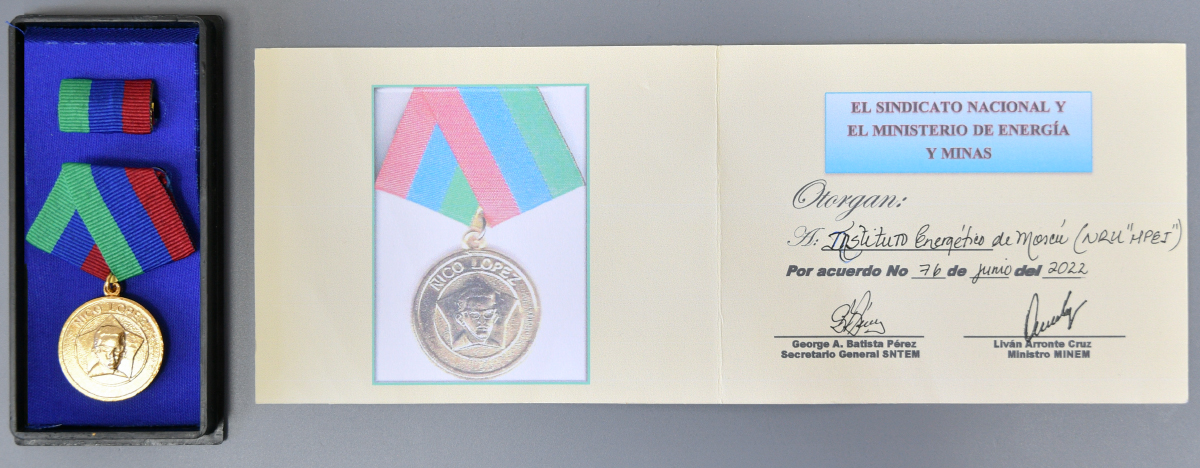 NICO LOPEZ
NICO LOPEZ
EL SINDICATO NACIONAL Y
EL MINISTERIO DE ENERGÍA
Y MINAS
Otorgan:
A: Instituto Energético de Moscú (NRU "MPEI")
Por acuerdo No 76 de junio del 2022
George A. Batista Pérez
Secretario General SNTEM
Liván Arronte Cruz
Ministro MINEM